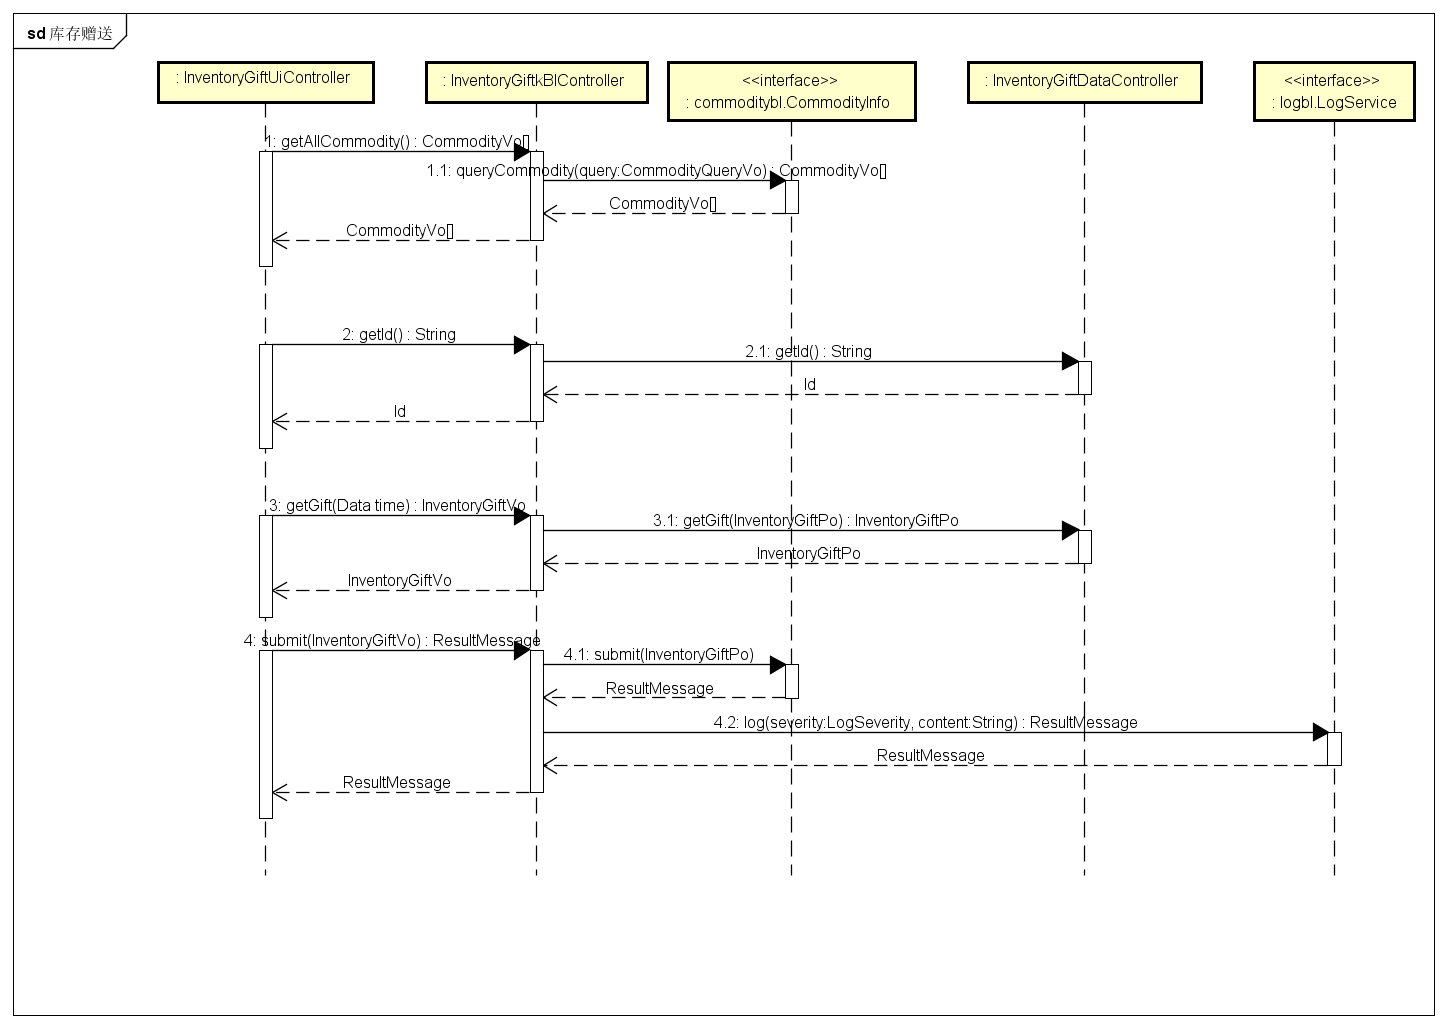 sd 库存赠送
: InventoryGiftUiController
: InventoryGiftkBlController
<<interface>>
: commoditybl.CommodityInfo
: InventoryGiftDataController
<<interface>>
: logbl.LogService
1: getAllCommodity() : CommodityVo[]
1.1: queryCommodity(query:CommodityQueryVo) : CommodityVo[]
CommodityVo[]
CommodityVo[]
2: getId() : String
2.1: getId() : String
Id
Id
3: getGift(Data time) : InventoryGiftVo
3.1: getGift(InventoryGiftPo) : InventoryGiftPo
InventoryGiftPo
InventoryGiftVo
4: submit(InventoryGiftVo) : ResultMessage
4.1: submit(InventoryGiftPo)
ResultMessage
4.2: log(severity:LogSeverity, content:String) : ResultMessage
ResultMessage
ResultMessage